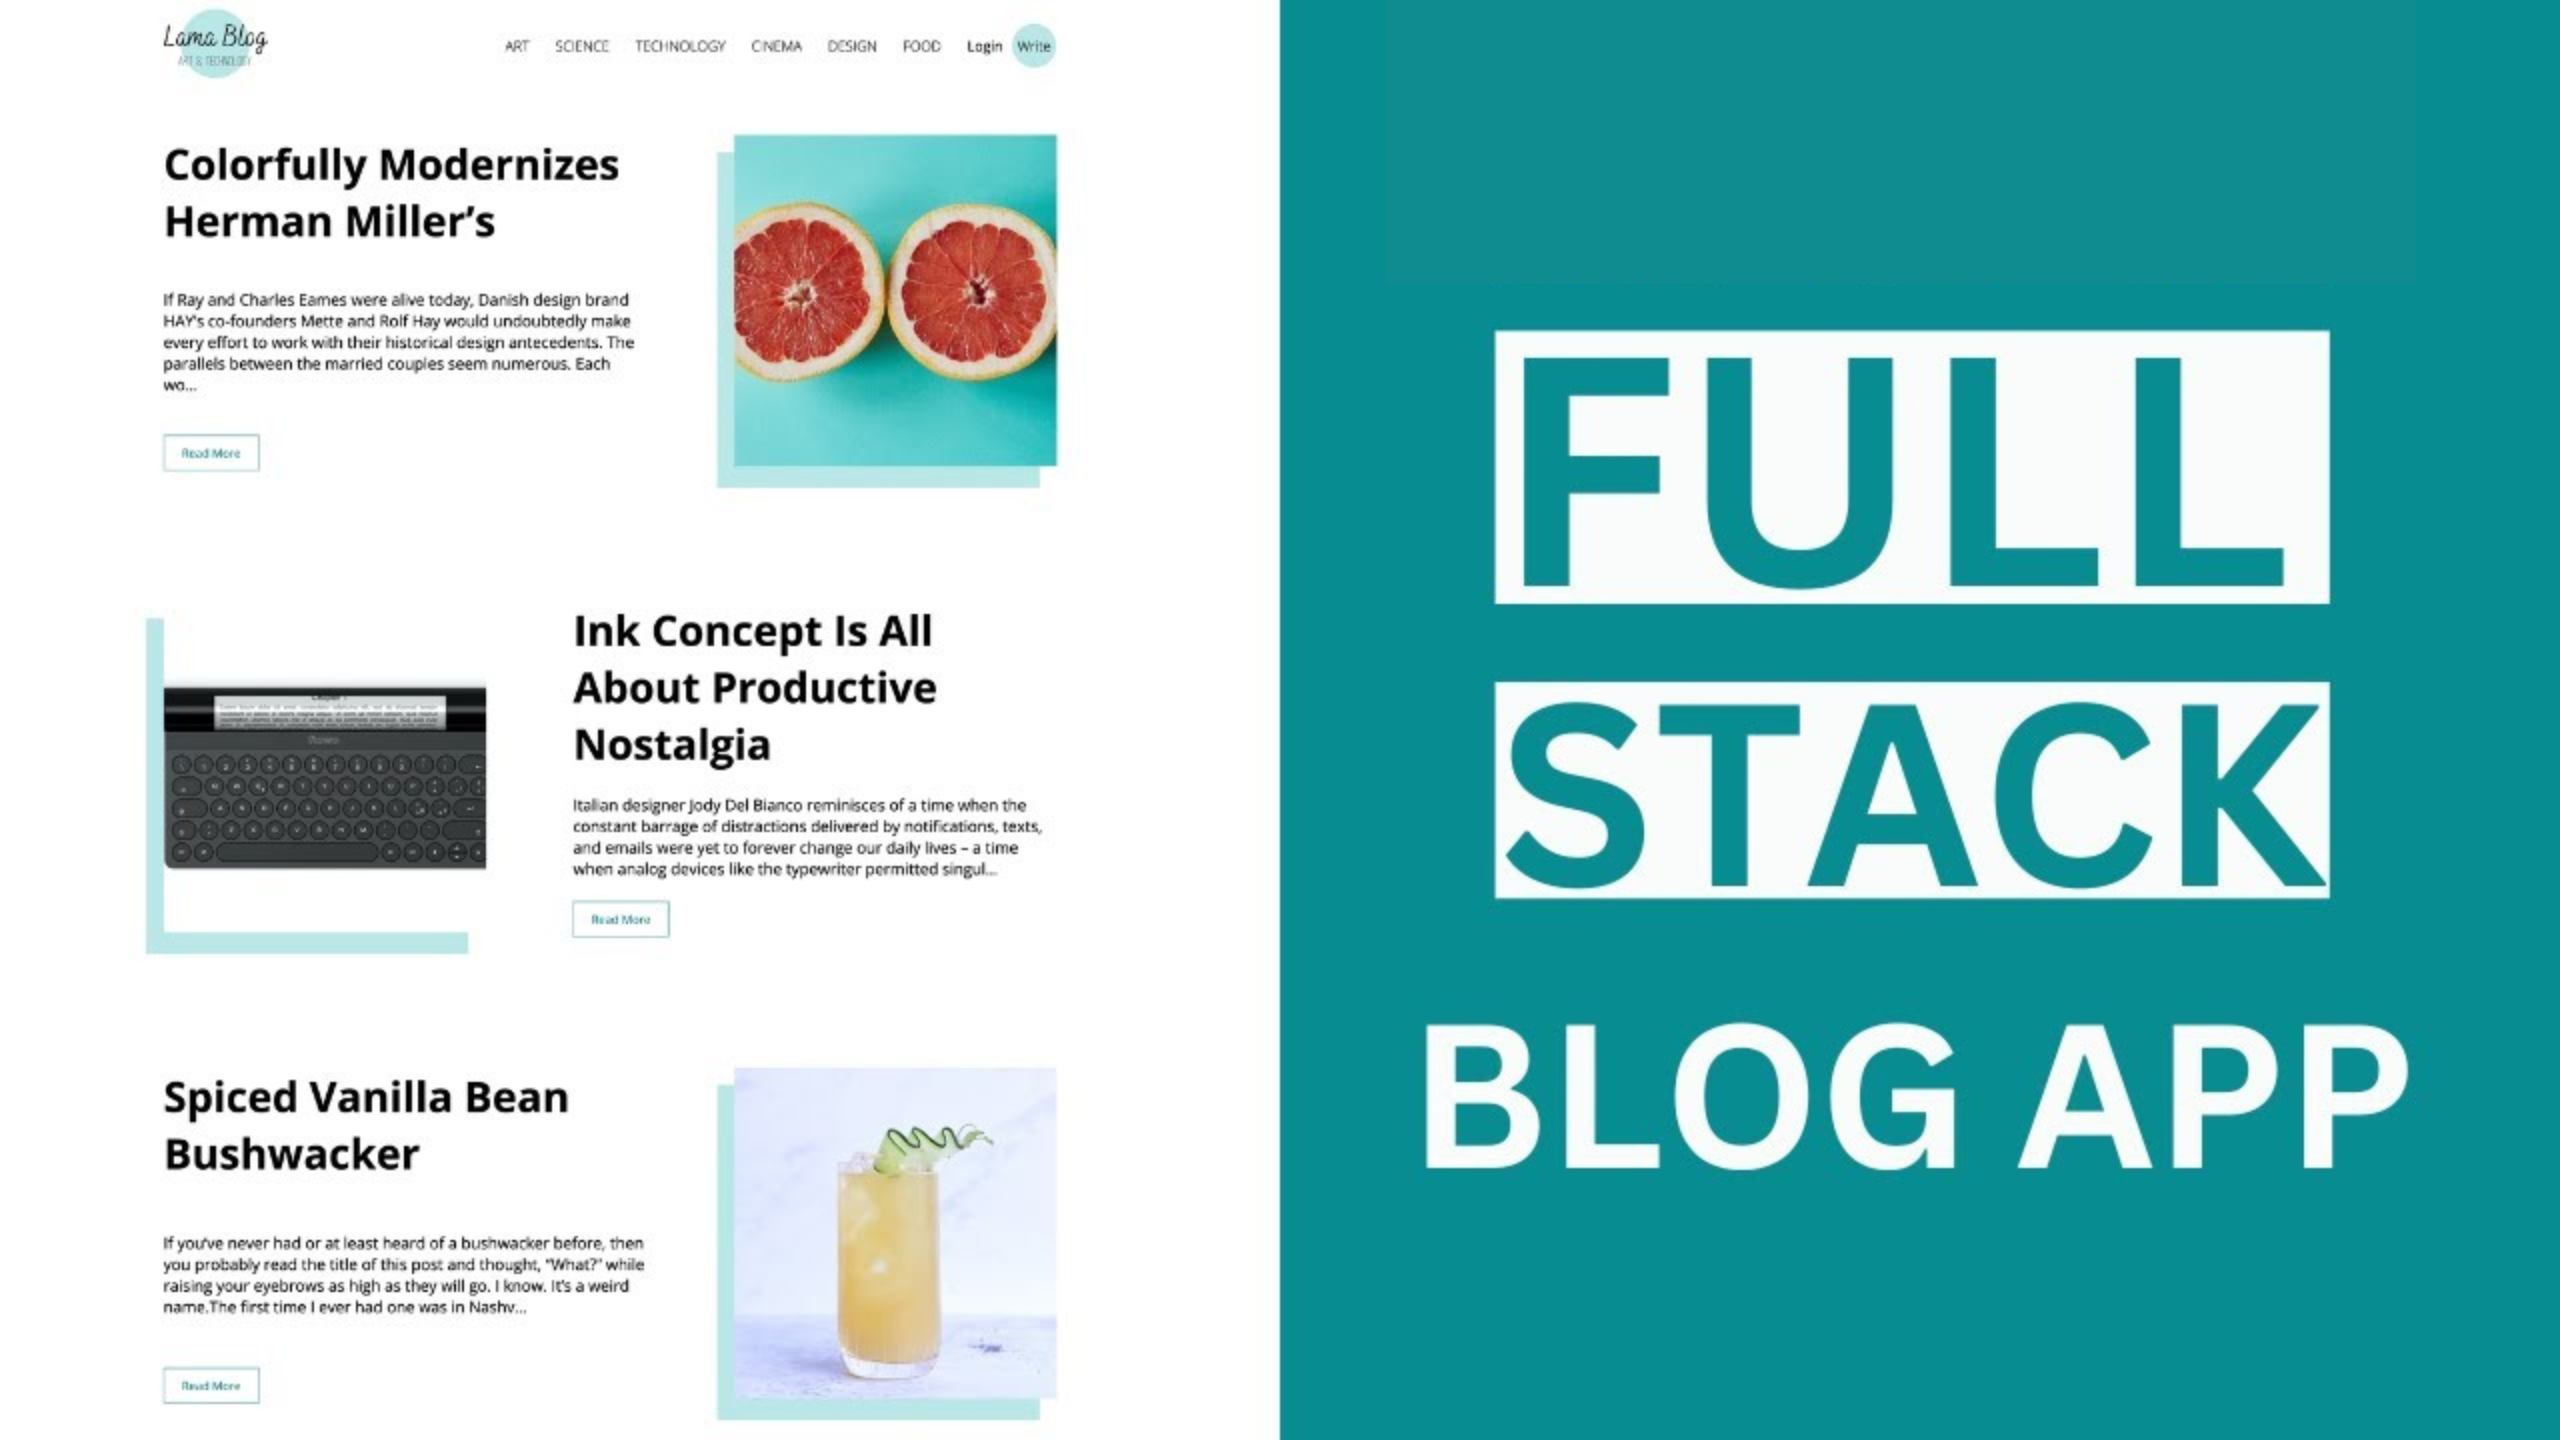 Lama Blog
ART & TECHNOLOGY
ART SCIENCE TECHNOLOGY CINEMA DESIGN FOOD Login Write
Colorfully Modernizes
Herman Miller’s
If Ray and Charles Eames were alive today, Danish design brand
HAY's co-founders Mette and Rolf Hay would undoubtedly make
every effort to work with their historical design antecedents. The
parallels between the married couples seem numerous. Each
wo...
Read More
Ink Concept Is All
About Productive
Nostalgia
Italian designer Jody Del Bianco reminisces of a time when the
constant barrage of distractions delivered by notifications, texts,
and emails were yet to forever change our daily lives – a time
when analog devices like the typewriter permitted singul...
Read More
Spiced Vanilla Bean
Bushwacker
If you've never had or at least heard of a bushwacker before, then
you probably read the title of this post and thought, "What?" while
raising your eyebrows as high as they will go. I know. It's a weird
name.The first time I ever had one was in Nashv...
Read More
FULL
STACK
BLOG APP